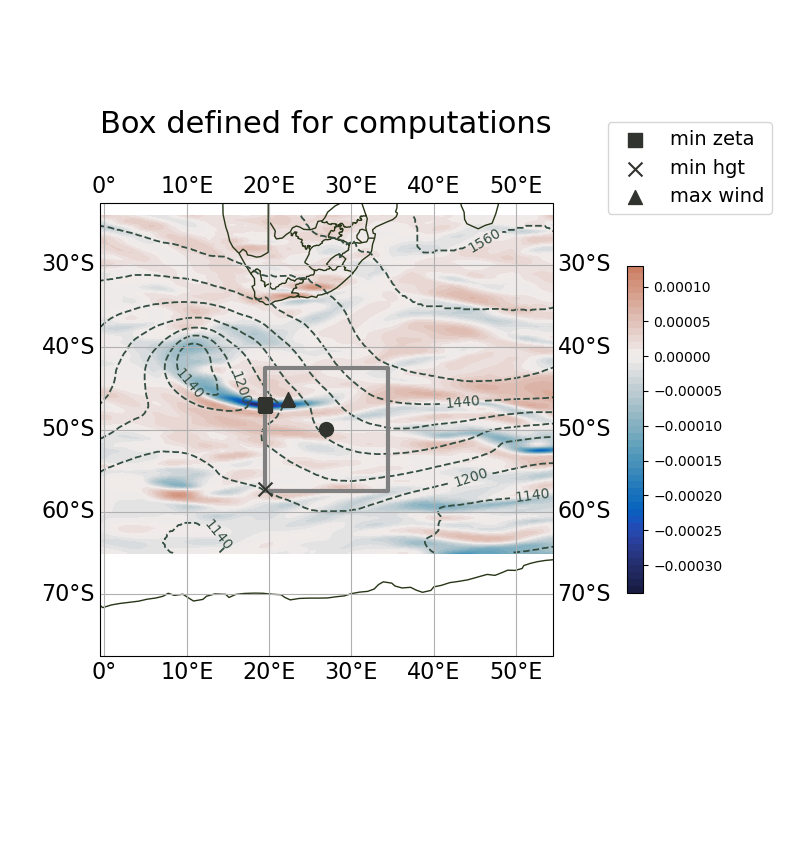 Box defined for computations
min zeta
min hgt
max wind
0° 10°E 20°E 30°E 40°E 50°E
30°S 30°S
40°S 40°S
50°S 50°S
60°S 60°S
70°S 70°S
0° 10°E 20°E 30°E 40°E 50°E
1560
1140
1200
1440
1200
1140
1140
0.00010
0.00005
0.00000
−0.00005
−0.00010
−0.00015
−0.00020
−0.00025
−0.00030